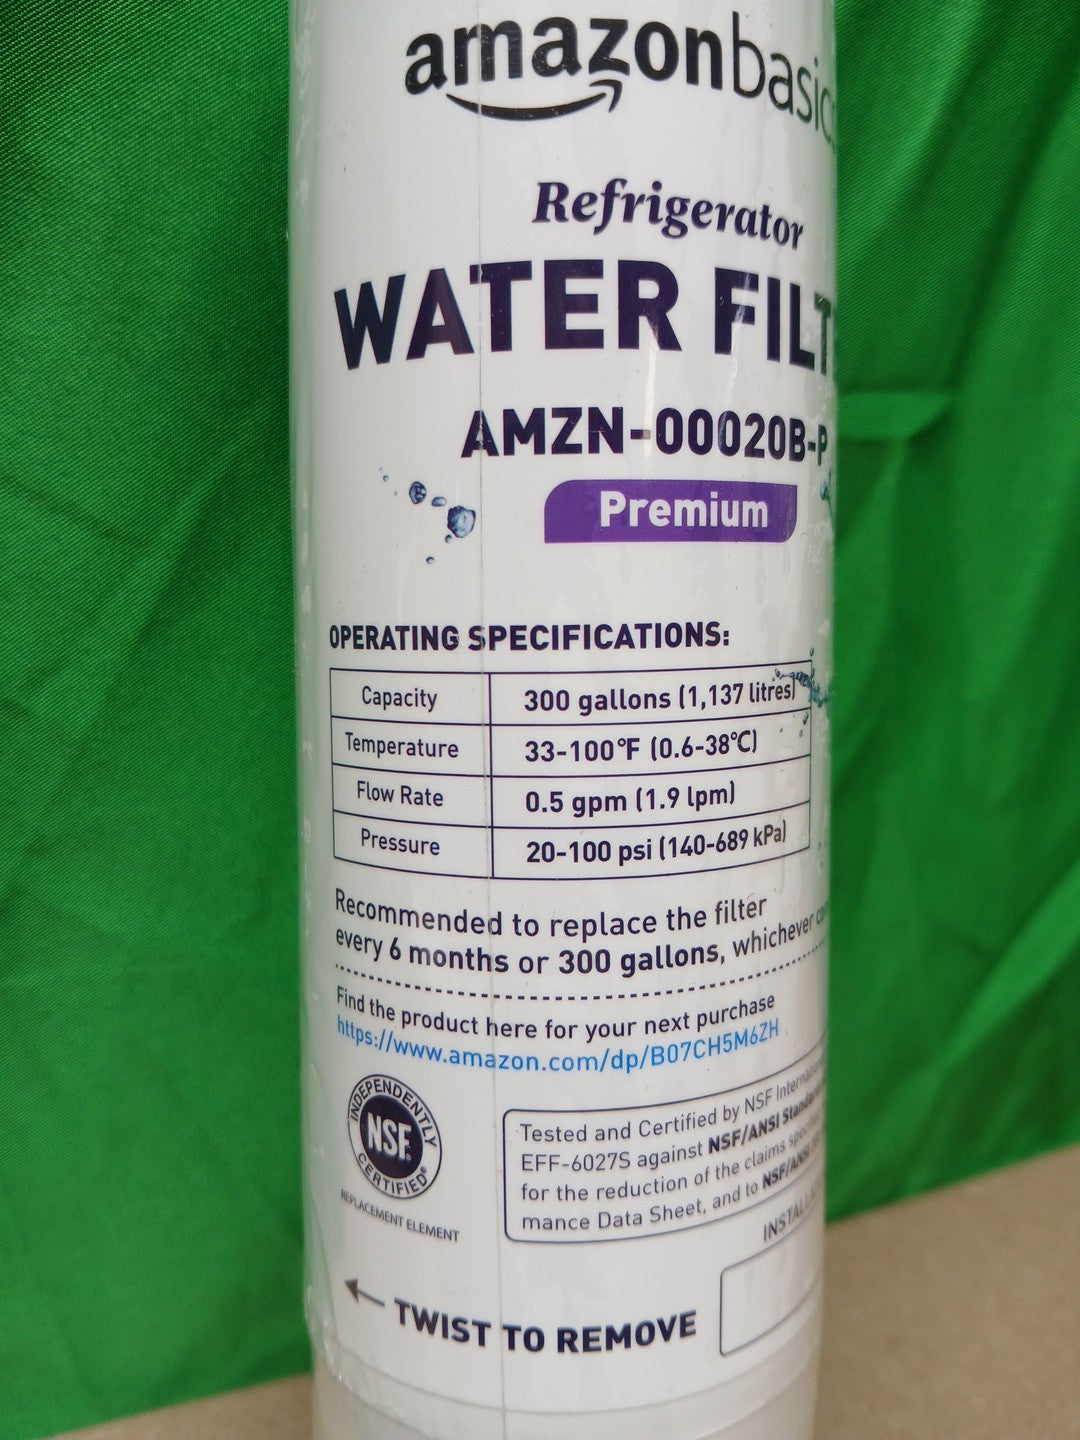 amazonbasics
Refrigerator
WATER FILT
AMZN-00020B-P
Premium
OPERATING SPECIFICATIONS:
Capacity 300 gallons (1,137 litres)
Temperature 33-100°F (0.6-38°C)
Flow Rate 0.5 gpm (1.9 lpm)
Pressure 20-100 psi (140-689 kPa)
Recommended to replace the filter
every 6 months or 300 gallons, whichever
Find the product here for your next purchase
https://www.amazon.com/dp/B07CH5M6ZH
INDEPENDENTLY
NSF®
CERTIFIED®
REPLACEMENT ELEMENT
Tested and Certified by NSF International
EFF-6027S against NSF/ANSI Standards
for the reduction of the claims
mance Data Sheet, and to NSF/ANSI
TWIST TO REMOVE